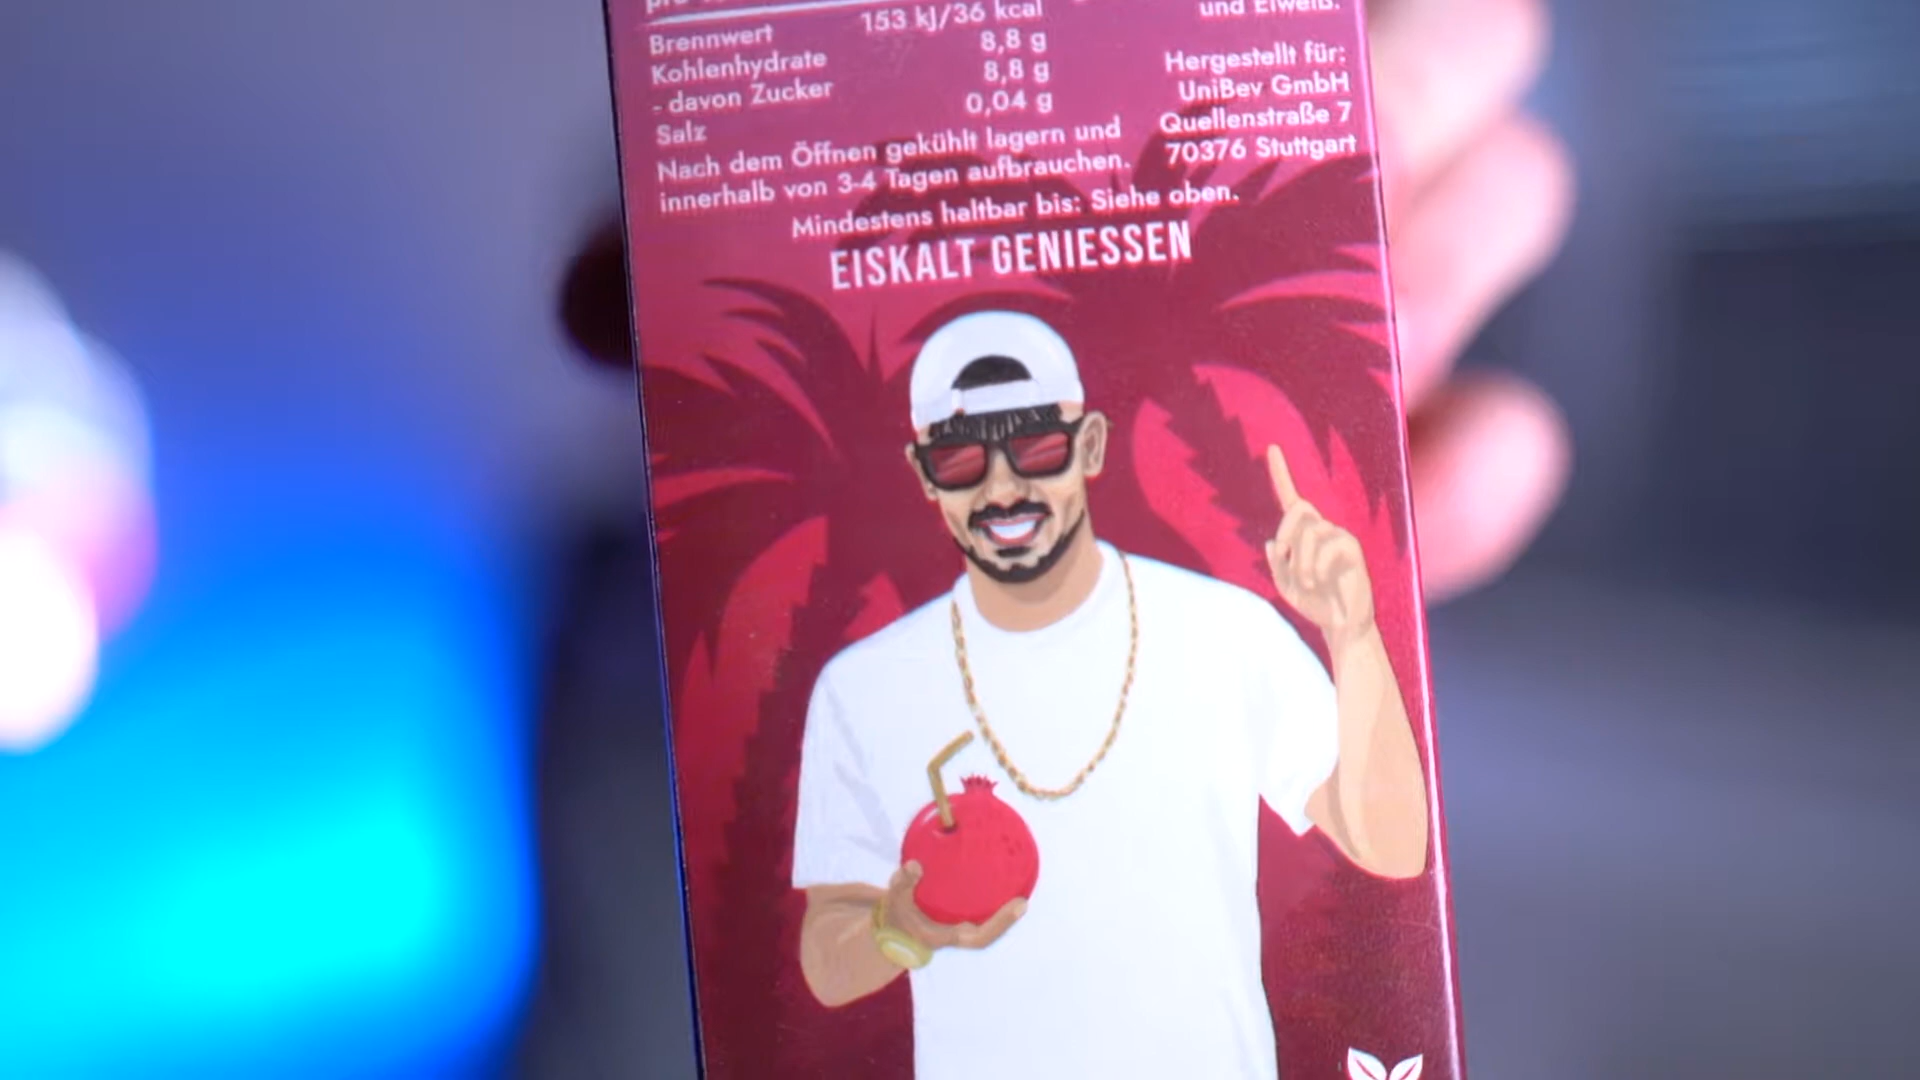 Brennwert 153 kJ/36 kcal
Kohlenhydrate 8,8 g
- davon Zucker 8,8 g
Salz 0,04 g
Nach dem Öffnen gekühlt lagern und
innerhalb von 3-4 Tagen aufbrauchen.
und Eiweiß.
Hergestellt für:
UniBev GmbH
Quellenstraße 7
70376 Stuttgart
Mindestens haltbar bis: Siehe oben.
EISKALT GENIESSEN